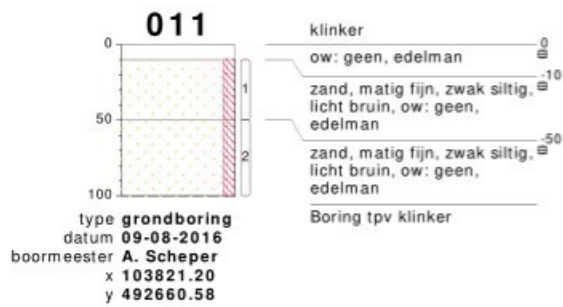 011
klinker
0
0
ow: geen, edelman
-10
zand, matig fijn, zwak siltig,
licht bruin, ow: geen,
edelman
1
50
-50
zand, matig fijn, zwak siltig,
licht bruin, ow: geen,
edelman
2
100
Boring tpv klinker
type grondboring
datum 09-08-2016
boormeester A. Scheper
x 103821.20
y 492660.58